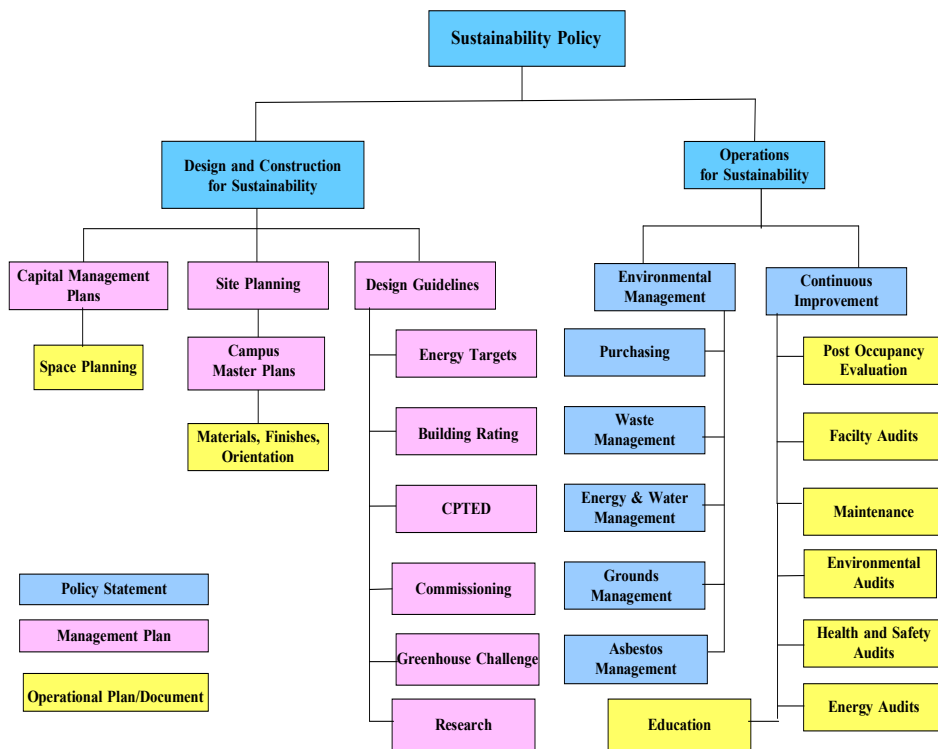 Sustainability Policy
Design and Construction
for Sustainability
Operations
for Sustainability
Capital Management
Plans
Site Planning
Design Guidelines
Environmental
Management
Continuous
Improvement
Space Planning
Campus
Master Plans
Materials, Finishes,
Orientation
Energy Targets
Building Rating
CPTED
Commissioning
Greenhouse Challenge
Research
Purchasing
Waste
Management
Energy & Water
Management
Grounds
Management
Asbestos
Management
Post Occupancy
Evaluation
Facilty Audits
Maintenance
Environmental
Audits
Health and Safety
Audits
Energy Audits
Education
Policy Statement
Management Plan
Operational Plan/Document